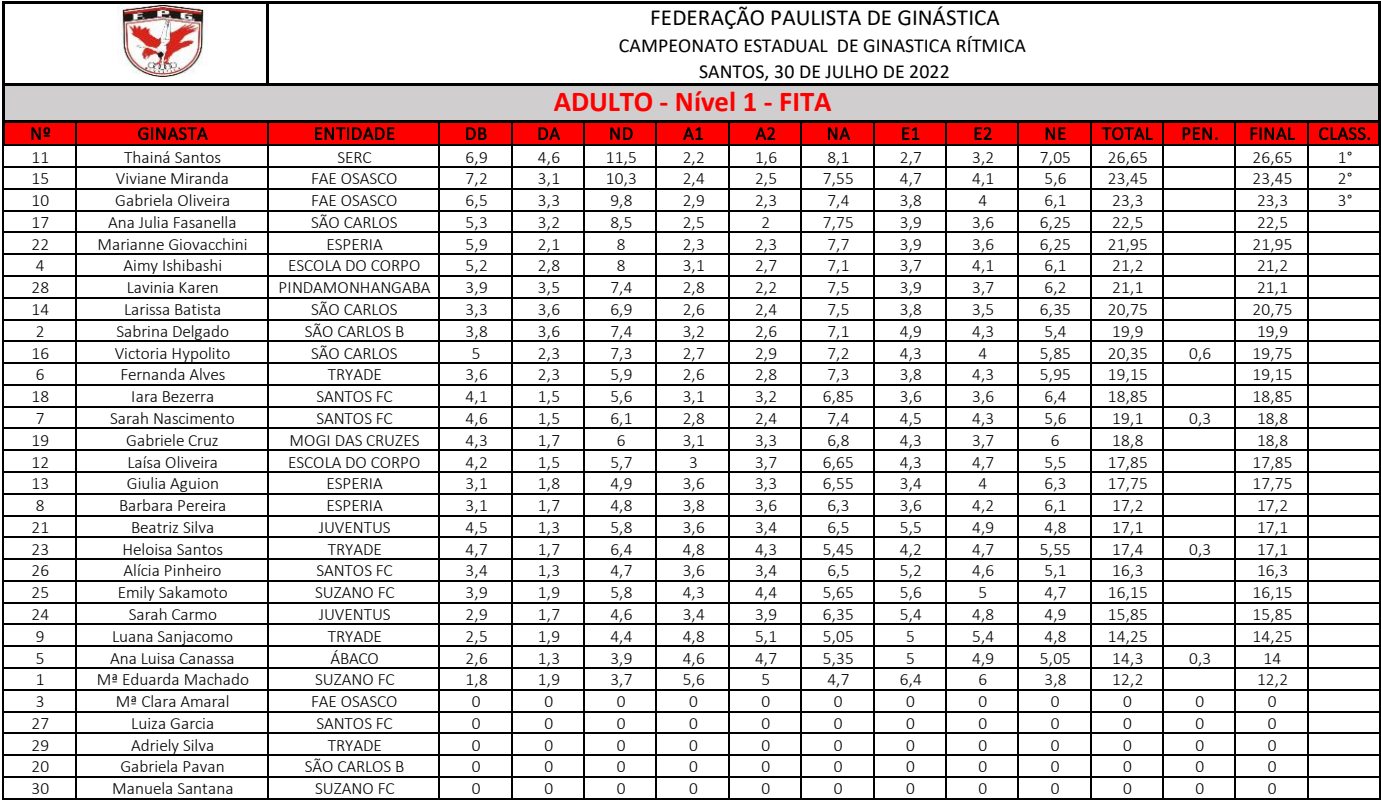 FPG
FEDERAÇÃO PAULISTA DE GINÁSTICA
CAMPEONATO ESTADUAL DE GINASTICA RÍTMICA
SANTOS, 30 DE JULHO DE 2022
ADULTO - Nível 1 - FITA
Nº GINASTA ENTIDADE DB DA ND A1 A2 NA E1 E2 NE TOTAL PEN. FINAL CLASS.
11 Thainá Santos SERC 6,9 4,6 11,5 2,2 1,6 8,1 2,7 3,2 7,05 26,65 26,65 1°
15 Viviane Miranda FAE OSASCO 7,2 3,1 10,3 2,4 2,5 7,55 4,7 4,1 5,6 23,45 23,45 2°
10 Gabriela Oliveira FAE OSASCO 6,5 3,3 9,8 2,9 2,3 7,4 3,8 4 6,1 23,3 23,3 3°
17 Ana Julia Fasanella SÃO CARLOS 5,3 3,2 8,5 2,5 2 7,75 3,9 3,6 6,25 22,5 22,5
22 Marianne Giovacchini ESPERIA 5,9 2,1 8 2,3 2,3 7,7 3,9 3,6 6,25 21,95 21,95
4 Aimy Ishibashi ESCOLA DO CORPO 5,2 2,8 8 3,1 2,7 7,1 3,7 4,1 6,1 21,2 21,2
28 Lavinia Karen PINDAMONHANGABA 3,9 3,5 7,4 2,8 2,2 7,5 3,9 3,7 6,2 21,1 21,1
14 Larissa Batista SÃO CARLOS 3,3 3,6 6,9 2,6 2,4 7,5 3,8 3,5 6,35 20,75 20,75
2 Sabrina Delgado SÃO CARLOS B 3,8 3,6 7,4 3,2 2,6 7,1 4,9 4,3 5,4 19,9 19,9
16 Victoria Hypolito SÃO CARLOS 5 2,3 7,3 2,7 2,9 7,2 4,3 4 5,85 20,35 0,6 19,75
6 Fernanda Alves TRYADE 3,6 2,3 5,9 2,6 2,8 7,3 3,8 4,3 5,95 19,15 19,15
18 Iara Bezerra SANTOS FC 4,1 1,5 5,6 3,1 3,2 6,85 3,6 3,6 6,4 18,85 18,85
7 Sarah Nascimento SANTOS FC 4,6 1,5 6,1 2,8 2,4 7,4 4,5 4,3 5,6 19,1 0,3 18,8
19 Gabriele Cruz MOGI DAS CRUZES 4,3 1,7 6 3,1 3,3 6,8 4,3 3,7 6 18,8 18,8
12 Laísa Oliveira ESCOLA DO CORPO 4,2 1,5 5,7 3 3,7 6,65 4,3 4,7 5,5 17,85 17,85
13 Giulia Aguion ESPERIA 3,1 1,8 4,9 3,6 3,3 6,55 3,4 4 6,3 17,75 17,75
8 Barbara Pereira ESPERIA 3,1 1,7 4,8 3,8 3,6 6,3 3,6 4,2 6,1 17,2 17,2
21 Beatriz Silva JUVENTUS 4,5 1,3 5,8 3,6 3,4 6,5 5,5 4,9 4,8 17,1 17,1
23 Heloisa Santos TRYADE 4,7 1,7 6,4 4,8 4,3 5,45 4,2 4,7 5,55 17,4 0,3 17,1
26 Alícia Pinheiro SANTOS FC 3,4 1,3 4,7 3,6 3,4 6,5 5,2 4,6 5,1 16,3 16,3
25 Emily Sakamoto SUZANO FC 3,9 1,9 5,8 4,3 4,4 5,65 5,6 5 4,7 16,15 16,15
24 Sarah Carmo JUVENTUS 2,9 1,7 4,6 3,4 3,9 6,35 5,4 4,8 4,9 15,85 15,85
9 Luana Sanjacomo TRYADE 2,5 1,9 4,4 4,8 5,1 5,05 5 5,4 4,8 14,25 14,25
5 Ana Luisa Canassa ÁBACO 2,6 1,3 3,9 4,6 4,7 5,35 5 4,9 5,05 14,3 0,3 14
1 Mª Eduarda Machado SUZANO FC 1,8 1,9 3,7 5,6 5 4,7 6,4 6 3,8 12,2 12,2
3 Mª Clara Amaral FAE OSASCO 0 0 0 0 0 0 0 0 0 0 0 0
27 Luiza Garcia SANTOS FC 0 0 0 0 0 0 0 0 0 0 0 0
29 Adriely Silva TRYADE 0 0 0 0 0 0 0 0 0 0 0 0
20 Gabriela Pavan SÃO CARLOS B 0 0 0 0 0 0 0 0 0 0 0 0
30 Manuela Santana SUZANO FC 0 0 0 0 0 0 0 0 0 0 0 0